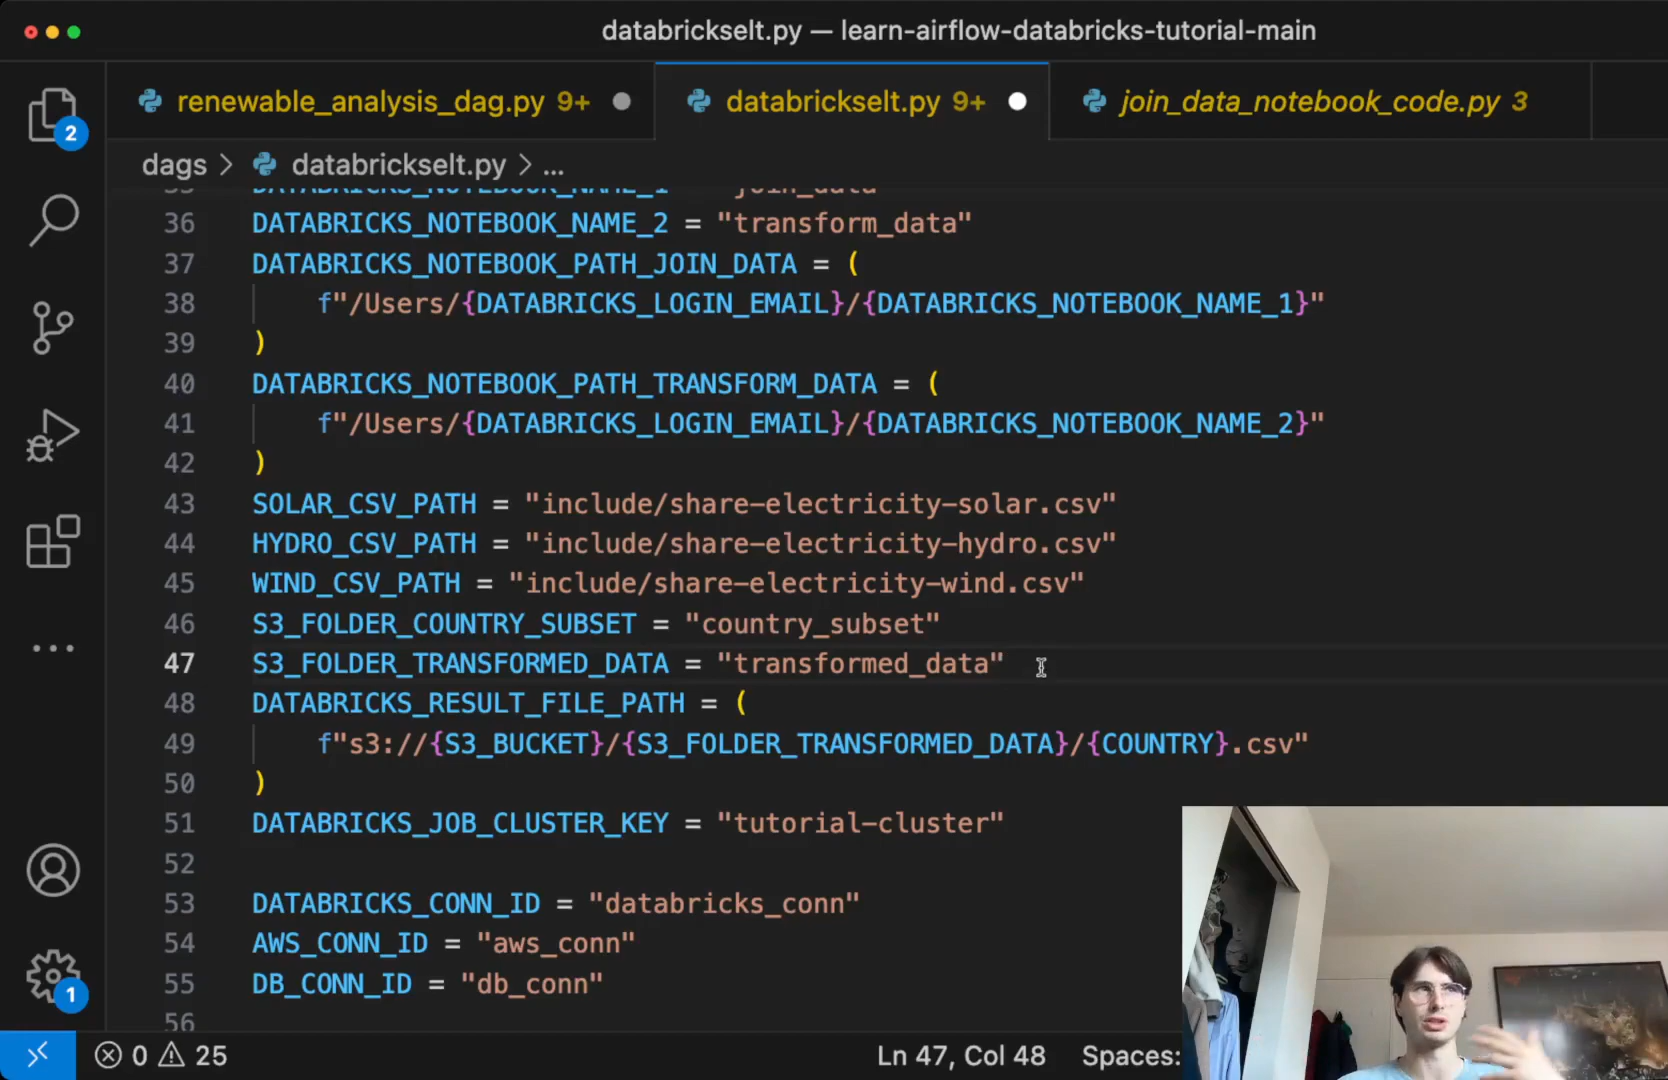 databrickselt.py — learn-airflow-databricks-tutorial-main
renewable_analysis_dag.py 9+
databrickselt.py 9+
join_data_notebook_code.py 3
2
dags > databrickselt.py > ...
35 DATABRICKS_NOTEBOOK_NAME_1 = "join_data"
36 DATABRICKS_NOTEBOOK_NAME_2 = "transform_data"
37 DATABRICKS_NOTEBOOK_PATH_JOIN_DATA = (
38 f"/Users/{DATABRICKS_LOGIN_EMAIL}/{DATABRICKS_NOTEBOOK_NAME_1}"
39 )
40 DATABRICKS_NOTEBOOK_PATH_TRANSFORM_DATA = (
41 f"/Users/{DATABRICKS_LOGIN_EMAIL}/{DATABRICKS_NOTEBOOK_NAME_2}"
42 )
43 SOLAR_CSV_PATH = "include/share-electricity-solar.csv"
44 HYDRO_CSV_PATH = "include/share-electricity-hydro.csv"
45 WIND_CSV_PATH = "include/share-electricity-wind.csv"
46 S3_FOLDER_COUNTRY_SUBSET = "country_subset"
47 S3_FOLDER_TRANSFORMED_DATA = "transformed_data"
48 DATABRICKS_RESULT_FILE_PATH = (
49 f"s3://{S3_BUCKET}/{S3_FOLDER_TRANSFORMED_DATA}/{COUNTRY}.csv"
50 )
51 DATABRICKS_JOB_CLUSTER_KEY = "tutorial-cluster"
52
53 DATABRICKS_CONN_ID = "databricks_conn"
54 AWS_CONN_ID = "aws_conn"
55 DB_CONN_ID = "db_conn"
56
1
0 25
Ln 47, Col 48 Spaces: